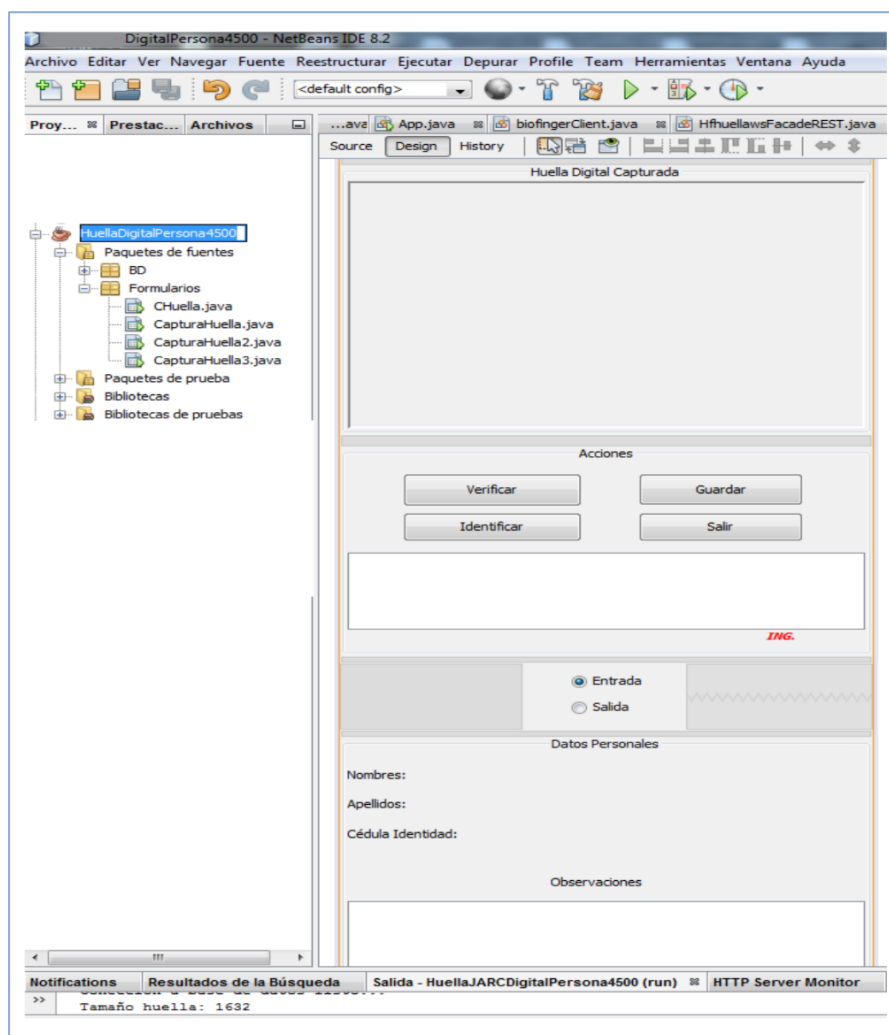 DigitalPersona4500 - NetBeans IDE 8.2
Archivo Editar Ver Navegar Fuente Reestructurar Ejecutar Depurar Profile Team Herramientas Ventana Ayuda
<default config>
Proy... Prestac... Archivos
...ava App.java biofingerClient.java HfhuellawsFacadeREST.java
Source Design History
HuellaDigitalPersona4500
Paquetes de fuentes
BD
Formularios
CHuella.java
CapturaHuella.java
CapturaHuella2.java
CapturaHuella3.java
Paquetes de prueba
Bibliotecas
Bibliotecas de pruebas
Huella Digital Capturada
Acciones
Verificar Guardar
Identificar Salir
ING.
Entrada
Salida
Datos Personales
Nombres:
Apellidos:
Cédula Identidad:
Observaciones
Notifications Resultados de la Búsqueda Salida - HuellaJARCDigitalPersona4500 (run) HTTP Server Monitor
Tamaño huella: 1632